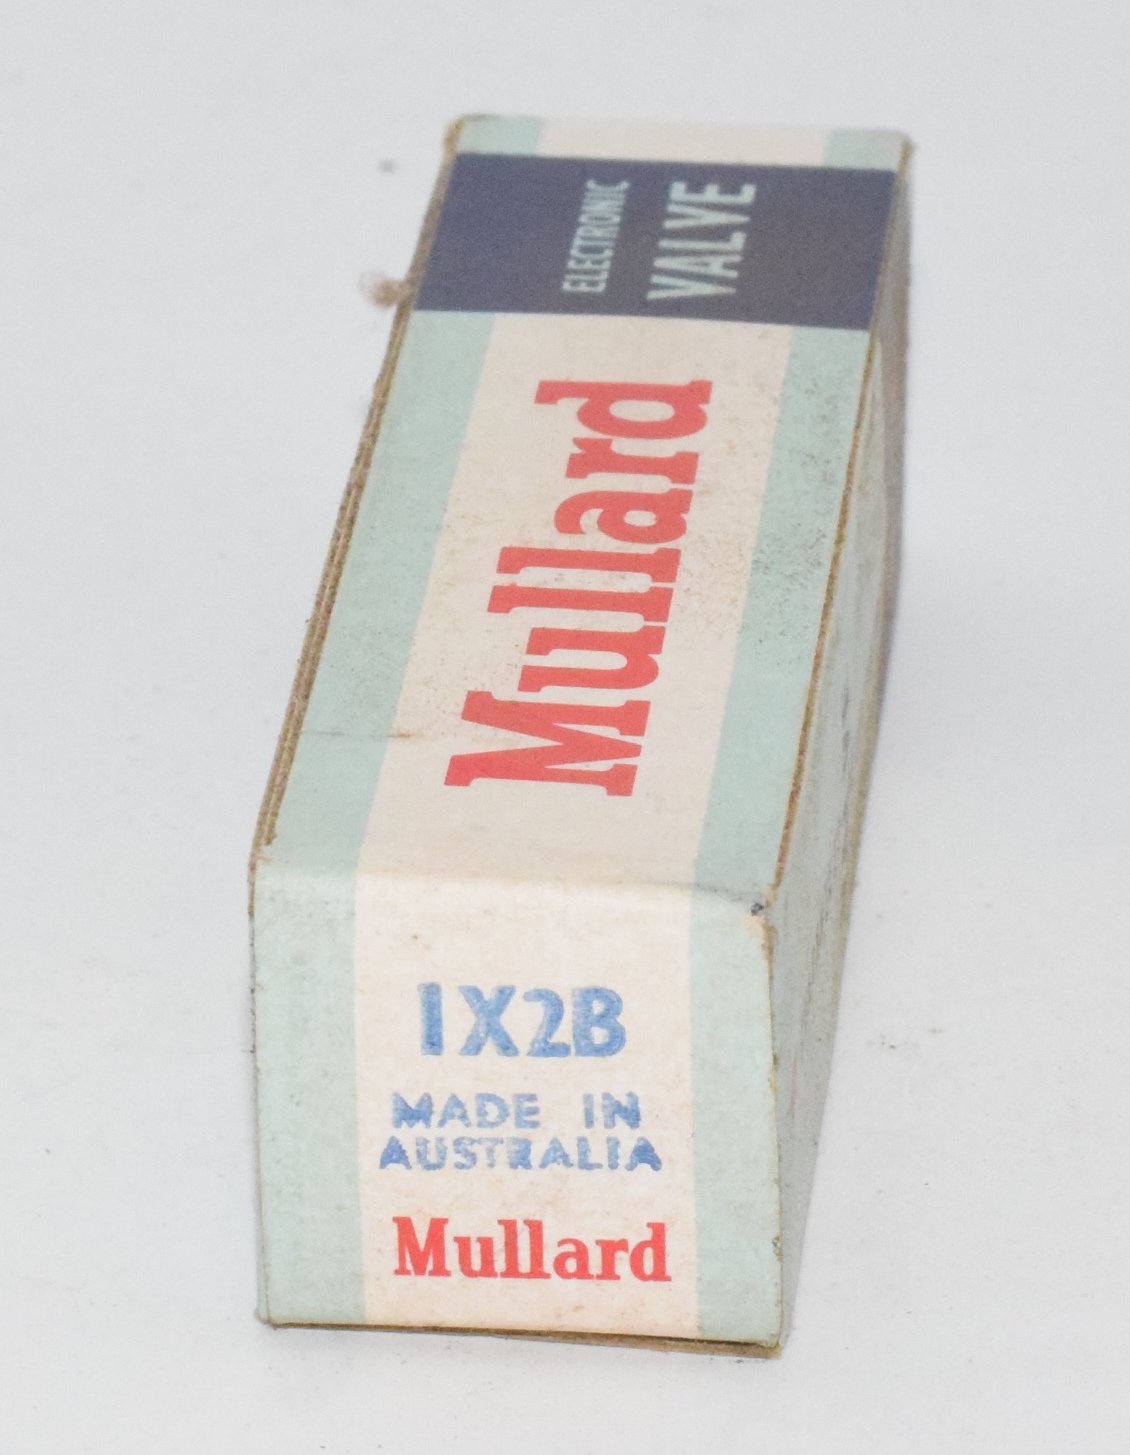 ELECTRONIC
VALVE
Mullard
1X2B
MADE IN
AUSTRALIA
Mullard